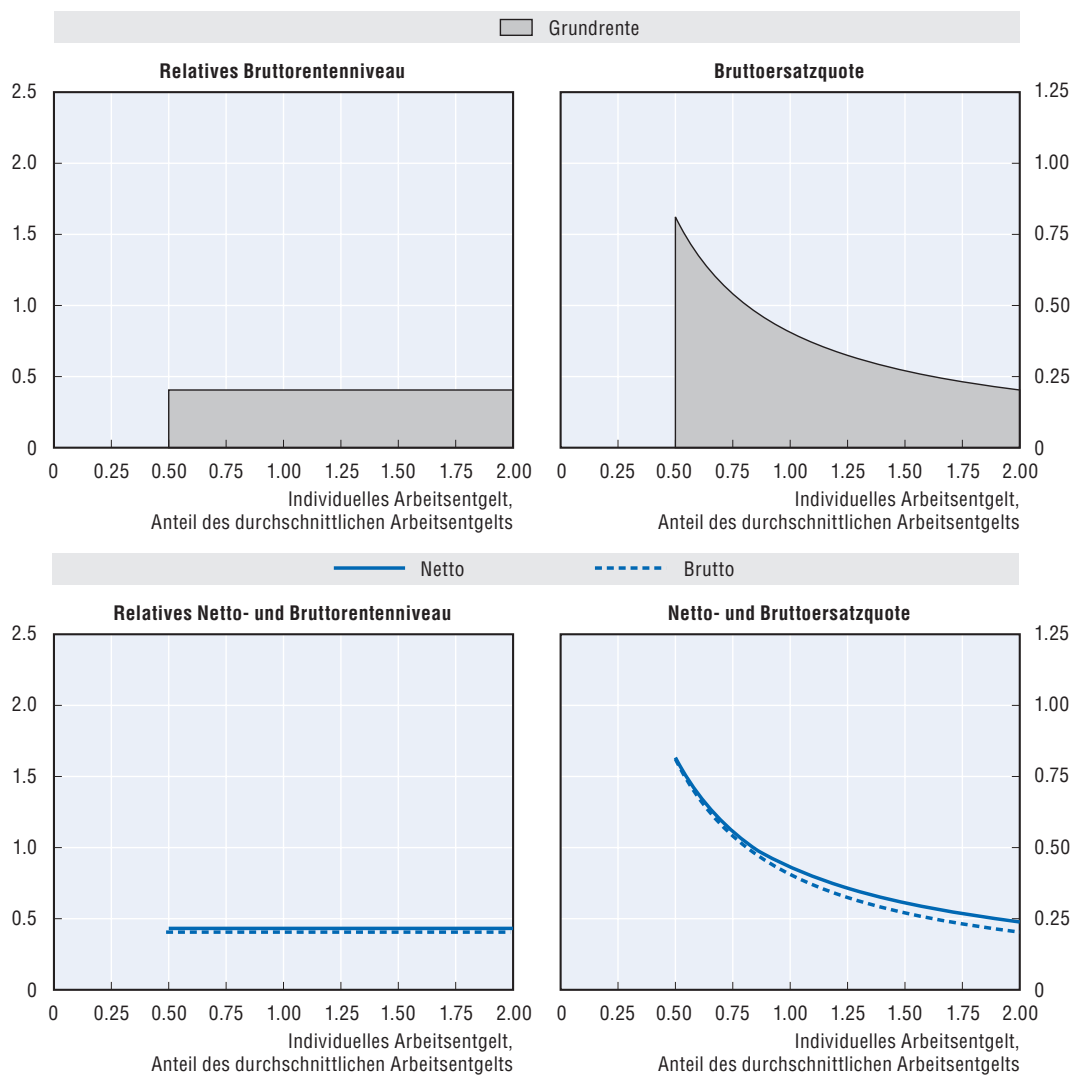 Grundrente
Relatives Bruttorentenniveau
2.5
2.0
1.5
1.0
0.5
0
0 0.25 0.50 0.75 1.00 1.25 1.50 1.75 2.00
Individuelles Arbeitsentgelt,
Anteil des durchschnittlichen Arbeitsentgelts
Bruttoersatzquote
1.25
1.00
0.75
0.50
0.25
0
0 0.25 0.50 0.75 1.00 1.25 1.50 1.75 2.00
Individuelles Arbeitsentgelt,
Anteil des durchschnittlichen Arbeitsentgelts
Netto Brutto
Relatives Netto- und Bruttorentenniveau
2.5
2.0
1.5
1.0
0.5
0
0 0.25 0.50 0.75 1.00 1.25 1.50 1.75 2.00
Individuelles Arbeitsentgelt,
Anteil des durchschnittlichen Arbeitsentgelts
Netto- und Bruttoersatzquote
1.25
1.00
0.75
0.50
0.25
0
0 0.25 0.50 0.75 1.00 1.25 1.50 1.75 2.00
Individuelles Arbeitsentgelt,
Anteil des durchschnittlichen Arbeitsentgelts